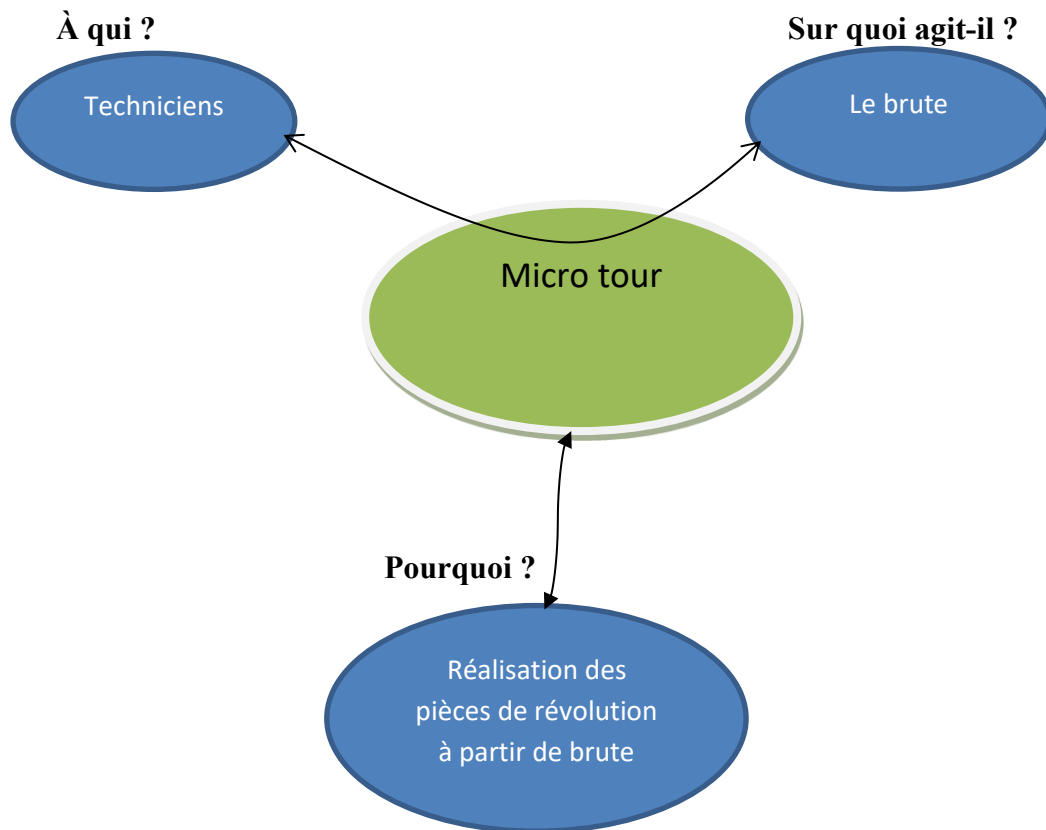 À qui ?
Sur quoi agit-il ?
Techniciens
Le brute
Micro tour
Pourquoi ?
Réalisation des
pièces de révolution
à partir de brute